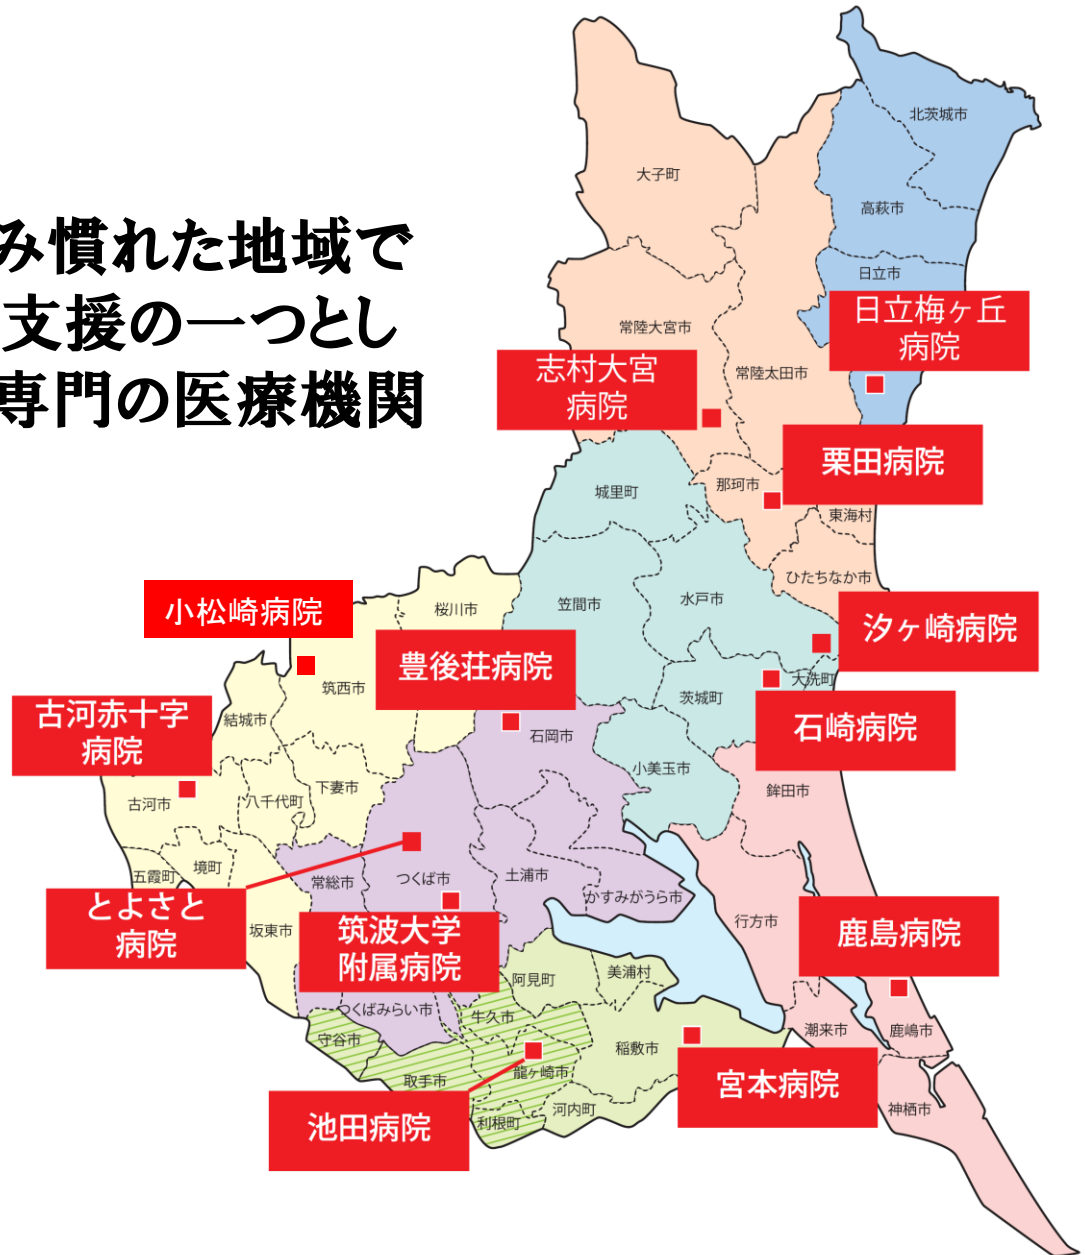 み慣れた地域で
支援の一つとし
専門の医療機関
北茨城市
大子町
高萩市
日立市
日立梅ヶ丘
病院
常陸大宮市
志村大宮
病院
常陸太田市
栗田病院
城里町
那珂市
東海村
ひたちなか市
小松崎病院
桜川市
笠間市
水戸市
汐ヶ崎病院
豊後荘病院
筑西市
大洗町
茨城町
古河赤十字
病院
結城市
石岡市
石崎病院
小美玉市
鉾田市
下妻市
八千代町
古河市
境町
五霞町
常総市
つくば市
土浦市
かすみがうら市
とよさと
病院
坂東市
筑波大学
附属病院
行方市
鹿島病院
阿見町
美浦村
つくばみらい市
牛久市
守谷市
潮来市
鹿嶋市
稲敷市
取手市
龍ヶ崎市
宮本病院
池田病院
利根町
河内町
神栖市